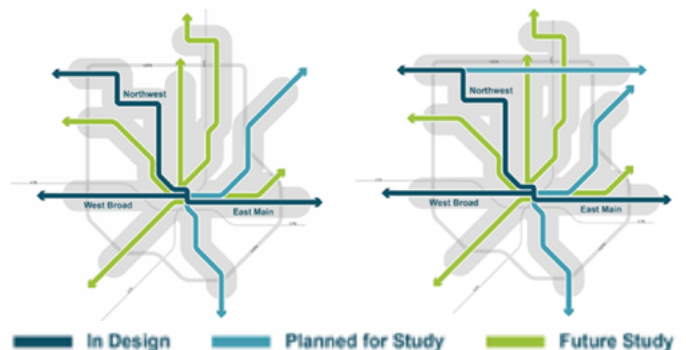 Northwest
West Broad
East Main
Northwest
West Broad
East Main
In Design
Planned for Study
Future Study